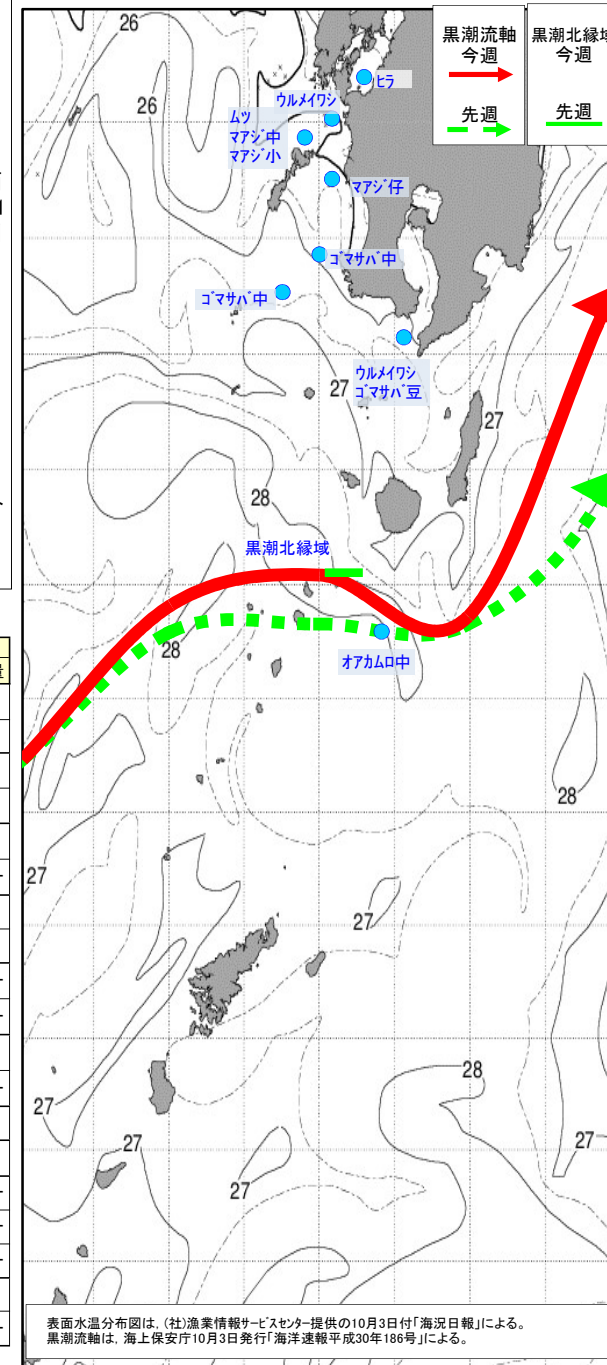 黒潮流軸
今週
先週
黒潮北縁域
今週
先週
26
26
ヒラ
ウルメイワシ
ムツ
マアジ中
マアジ小
マアジ仔
ゴマサバ中
ゴマサバ中
ウルメイワシ
ゴマサバ豆
27
27
28
黒潮北縁域
28
オアカムロ中
28
27
27
28
27
27
27
27
量
表面水温分布図は、(社)漁業情報サービスセンター提供の10月3日付「海況日報」による。
黒潮流軸は、海上保安庁10月3日発行「海洋速報平成30年186号」による。